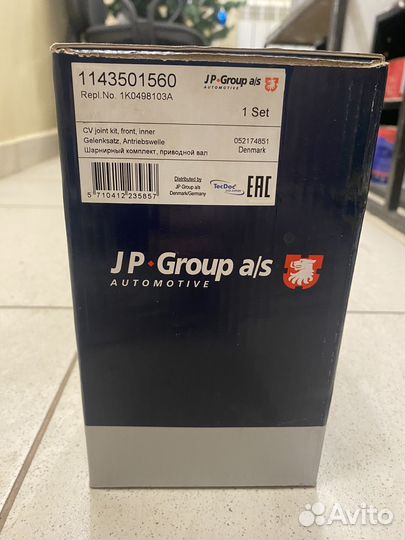 1143501560
JP Group a/s
AUTOMOTIVE
Repl.No. 1K0498103A
1 Set
CV joint kit, front, inner
Gelenksatz, Antriebswelle
Шарнирный комплект, приводной вал
052174851
Denmark
5 710412 235857
Distributed by
JP Group a/s
Denmark/Germany
TecDoc
EAC
JP Group a/s
AUTOMOTIVE
Avito